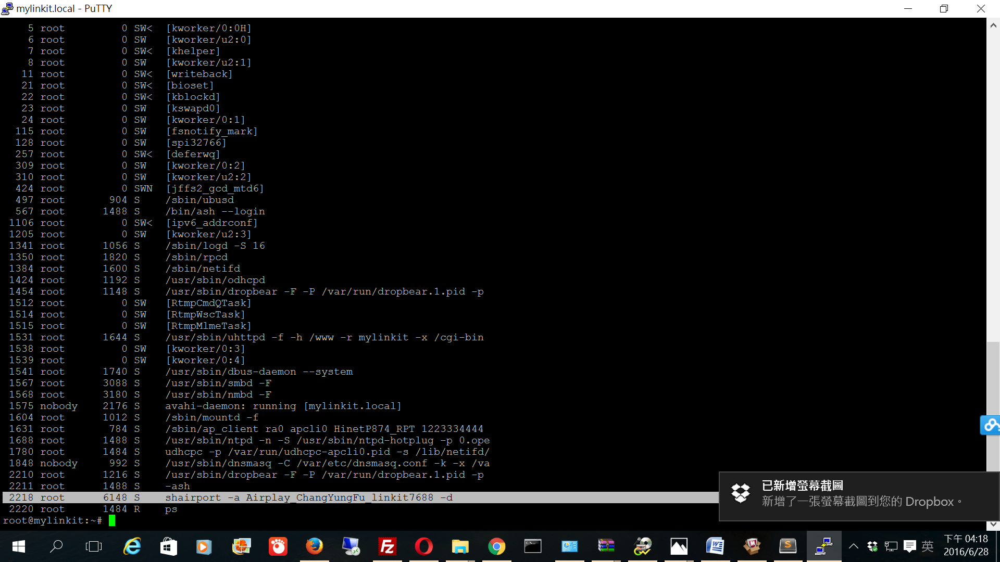 mylinkit.local - PuTTY
5 root 0 SW< [kworker/0:0H]
6 root 0 SW [kworker/u2:0]
7 root 0 SW< [khelper]
8 root 0 SW [kworker/u2:1]
11 root 0 SW< [writeback]
21 root 0 SW< [bioset]
22 root 0 SW< [kblockd]
23 root 0 SW [kswapd0]
24 root 0 SW [kworker/0:1]
115 root 0 SW [fsnotify_mark]
128 root 0 SW [spi32766]
257 root 0 SW< [deferwq]
309 root 0 SW [kworker/0:2]
310 root 0 SW [kworker/u2:2]
424 root 0 SWN [jffs2_gcd_mtd6]
497 root 904 S /sbin/ubusd
567 root 1488 S /bin/ash --login
1106 root 0 SW< [ipv6_addrconf]
1205 root 0 SW [kworker/u2:3]
1341 root 1056 S /sbin/logd -S 16
1350 root 1820 S /sbin/rpcd
1384 root 1600 S /sbin/netifd
1424 root 1192 S /usr/sbin/odhcpd
1454 root 1148 S /usr/sbin/dropbear -F -P /var/run/dropbear.1.pid -p
1512 root 0 SW [RtmpCmdQTask]
1514 root 0 SW [RtmpWscTask]
1515 root 0 SW [RtmpMlmeTask]
1531 root 1644 S /usr/sbin/uhttpd -f -h /www -r mylinkit -x /cgi-bin
1538 root 0 SW [kworker/0:3]
1539 root 0 SW [kworker/0:4]
1541 root 1740 S /usr/sbin/dbus-daemon --system
1567 root 3088 S /usr/sbin/smbd -F
1568 root 3180 S /usr/sbin/nmbd -F
1575 nobody 2176 S avahi-daemon: running [mylinkit.local]
1604 root 1012 S /sbin/mountd -f
1631 root 784 S /sbin/ap_client ra0 apcli0 HinetP874_RPT 1223334444
1688 root 1488 S /usr/sbin/ntpd -n -S /usr/sbin/ntpd-hotplug -p 0.ope
1780 root 1484 S udhcpc -p /var/run/udhcpc-apcli0.pid -s /lib/netifd/
1848 nobody 992 S /usr/sbin/dnsmasq -C /var/etc/dnsmasq.conf -k -x /va
2210 root 1216 S /usr/sbin/dropbear -F -P /var/run/dropbear.1.pid -p
2211 root 1488 S -ash
2218 root 6148 S shairport -a Airplay_ChangYungFu_linkit7688 -d
2220 root 1484 R ps
root@mylinkit:~#
已新增螢幕截圖
新增了一張螢幕截圖到您的 Dropbox。
英
下午 04:18
2016/6/28